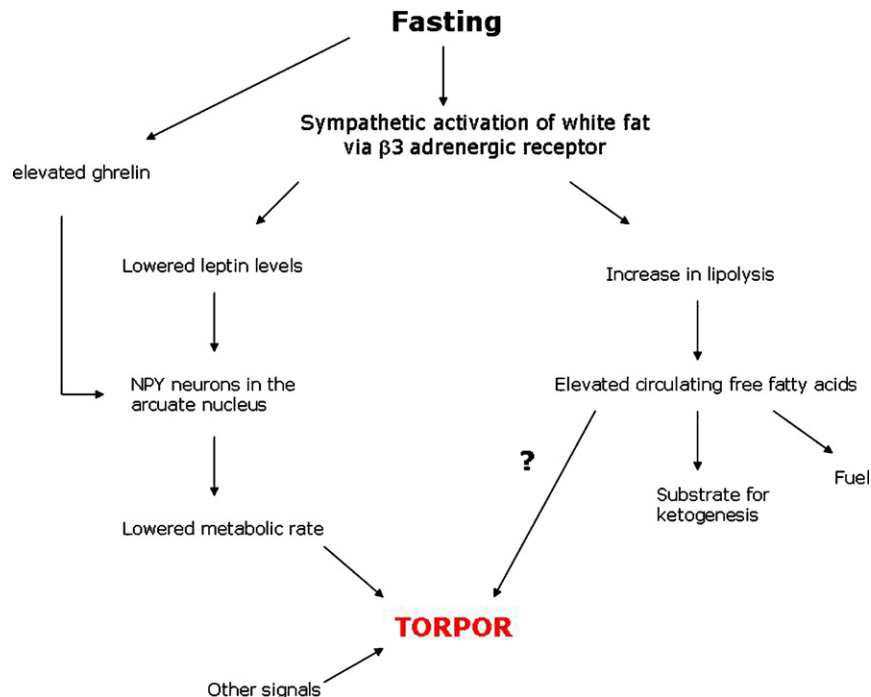 Fasting
Sympathetic activation of white fat
via β3 adrenergic receptor
elevated ghrelin
Lowered leptin levels
Increase in lipolysis
NPY neurons in the
arcuate nucleus
Elevated circulating free fatty acids
?
Fuel
Substrate for
ketogenesis
Lowered metabolic rate
TORPOR
Other signals